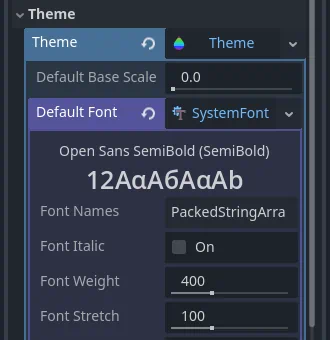 Theme
Theme Theme
Default Base Scale 0.0
Default Font SystemFont
Open Sans SemiBold (SemiBold)
12AαAбAαAb
Font Names PackedStringArra
Font Italic On
Font Weight 400
Font Stretch 100